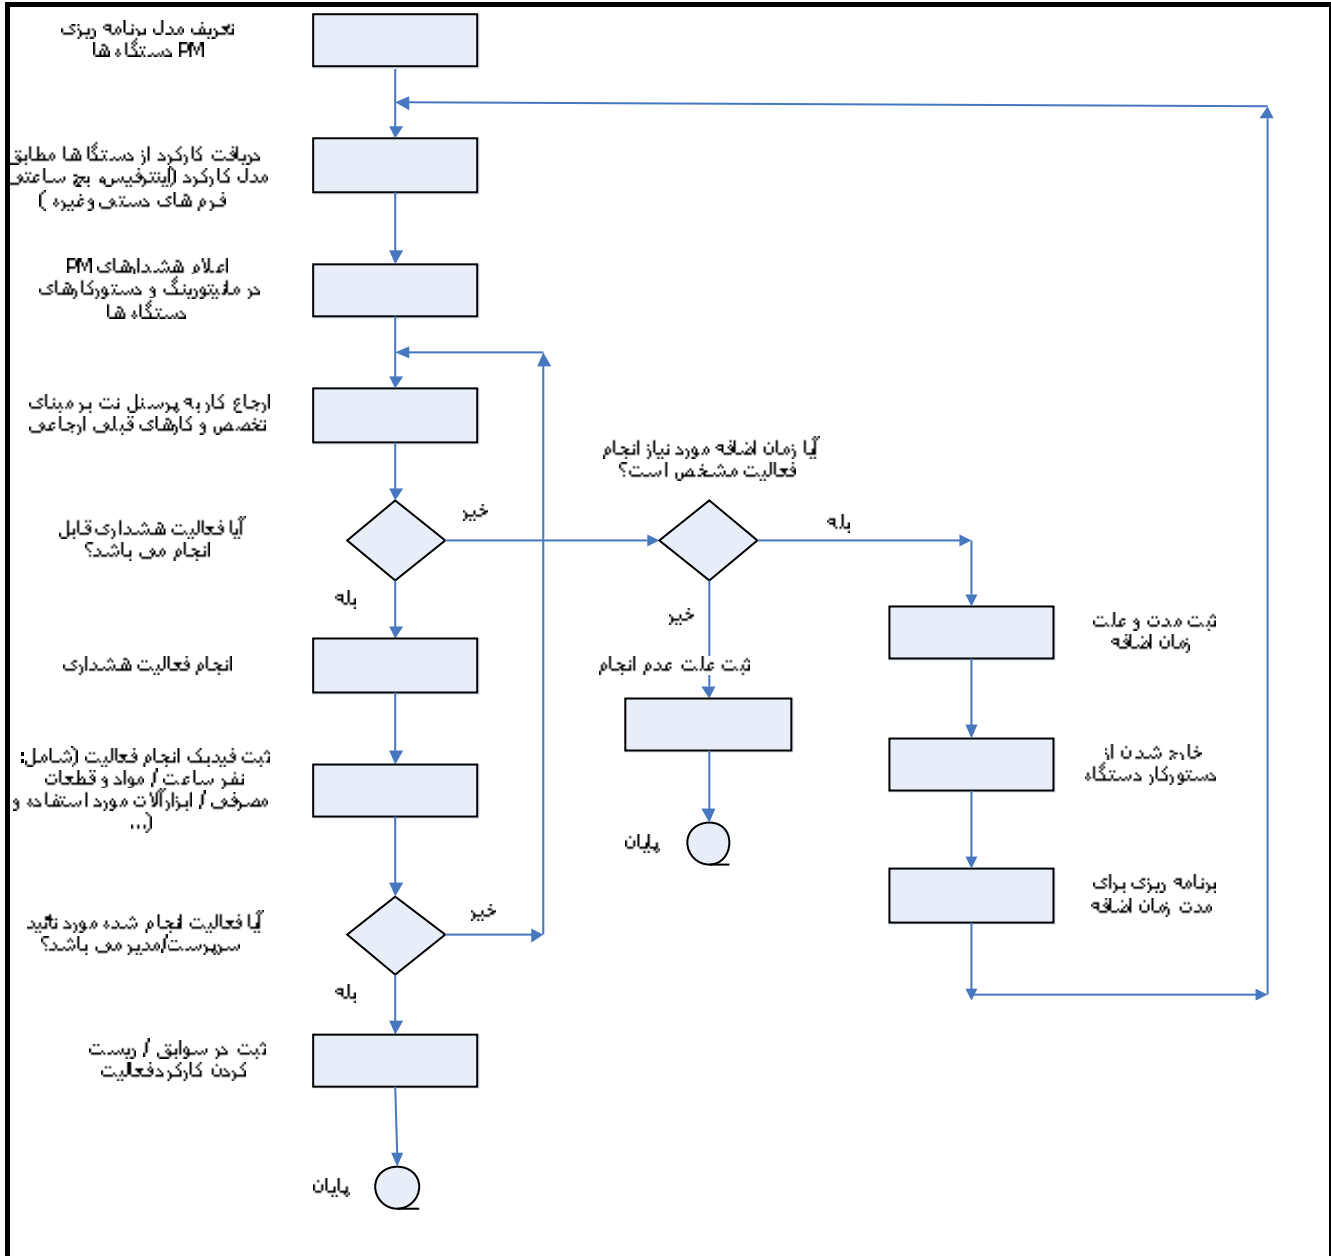 تعریف مدل برنامه ریزی
PM دستگاه ها
دریافت کارکرد از دستگا ها مطابق
مدل کارکرد (اینترفیس، بچ ساعتی
فرم های دستی وغیره )
اعلام هشدارهای PM
در مانیتورینگ و دستورکارهای
دستگاه ها
ارجاع کار به پرسنل نت بر مبنای
تخصص و کارهای قبلی ارجاعی
آیا زمان اضافه مورد نیاز انجام
فعالیت مشخص است؟
آیا فعالیت هشداری قابل
انجام می باشد؟
خیر
بله
بله
خیر
ثبت مدت و علت
زمان اضافه
انجام فعالیت هشداری
ثبت علت عدم انجام
ثبت فیدبک انجام فعالیت (شامل:
نفر ساعت / مواد و قطعات
مصرفی / ابزارآلات مورد استفاده و
...)
خارج شدن از
دستورکار دستگاه
پایان
برنامه ریزی برای
مدت زمان اضافه
آیا فعالیت انجام شده مورد تائید
سرپرست/مدیر می باشد؟
خیر
بله
ثبت در سوابق / ریست
کردن کارکردفعالیت
پایان